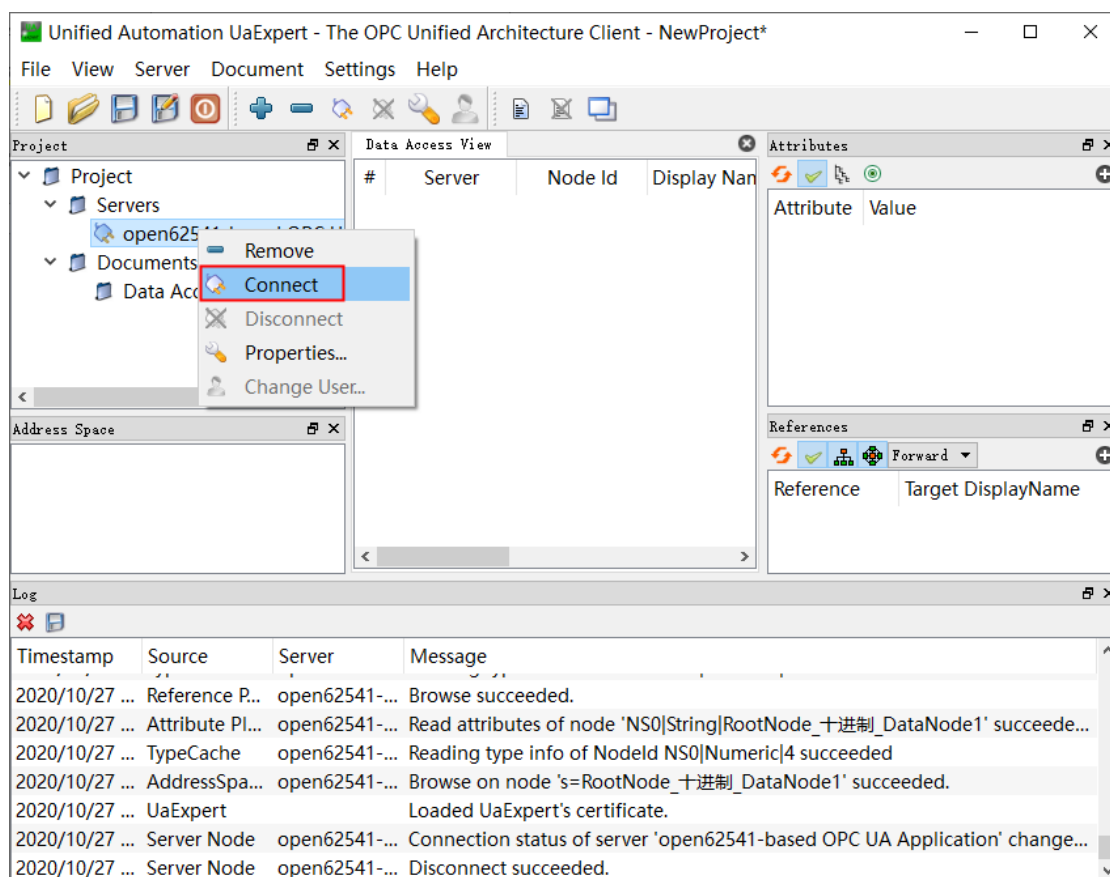 Unified Automation UaExpert - The OPC Unified Architecture Client - NewProject*
File View Server Document Settings Help
Project
Project
Servers
open62541-based OPC U
Documents
Data Acc
Remove
Connect
Disconnect
Properties...
Change User...
Address Space
Data Access View
# Server Node Id Display Nam
Attributes
Attribute Value
References
Forward
Reference Target DisplayName
Log
Timestamp Source Server Message
2020/10/27 ... Reference P... open62541-... Browse succeeded.
2020/10/27 ... Attribute Pl... open62541-... Read attributes of node 'NS0|String|RootNode_十进制_DataNode1' succeede...
2020/10/27 ... TypeCache open62541-... Reading type info of NodeId NS0|Numeric|4 succeeded
2020/10/27 ... AddressSpa... open62541-... Browse on node 's=RootNode_十进制_DataNode1' succeeded.
2020/10/27 ... UaExpert Loaded UaExpert's certificate.
2020/10/27 ... Server Node open62541-... Connection status of server 'open62541-based OPC UA Application' change...
2020/10/27 ... Server Node open62541-... Disconnect succeeded.